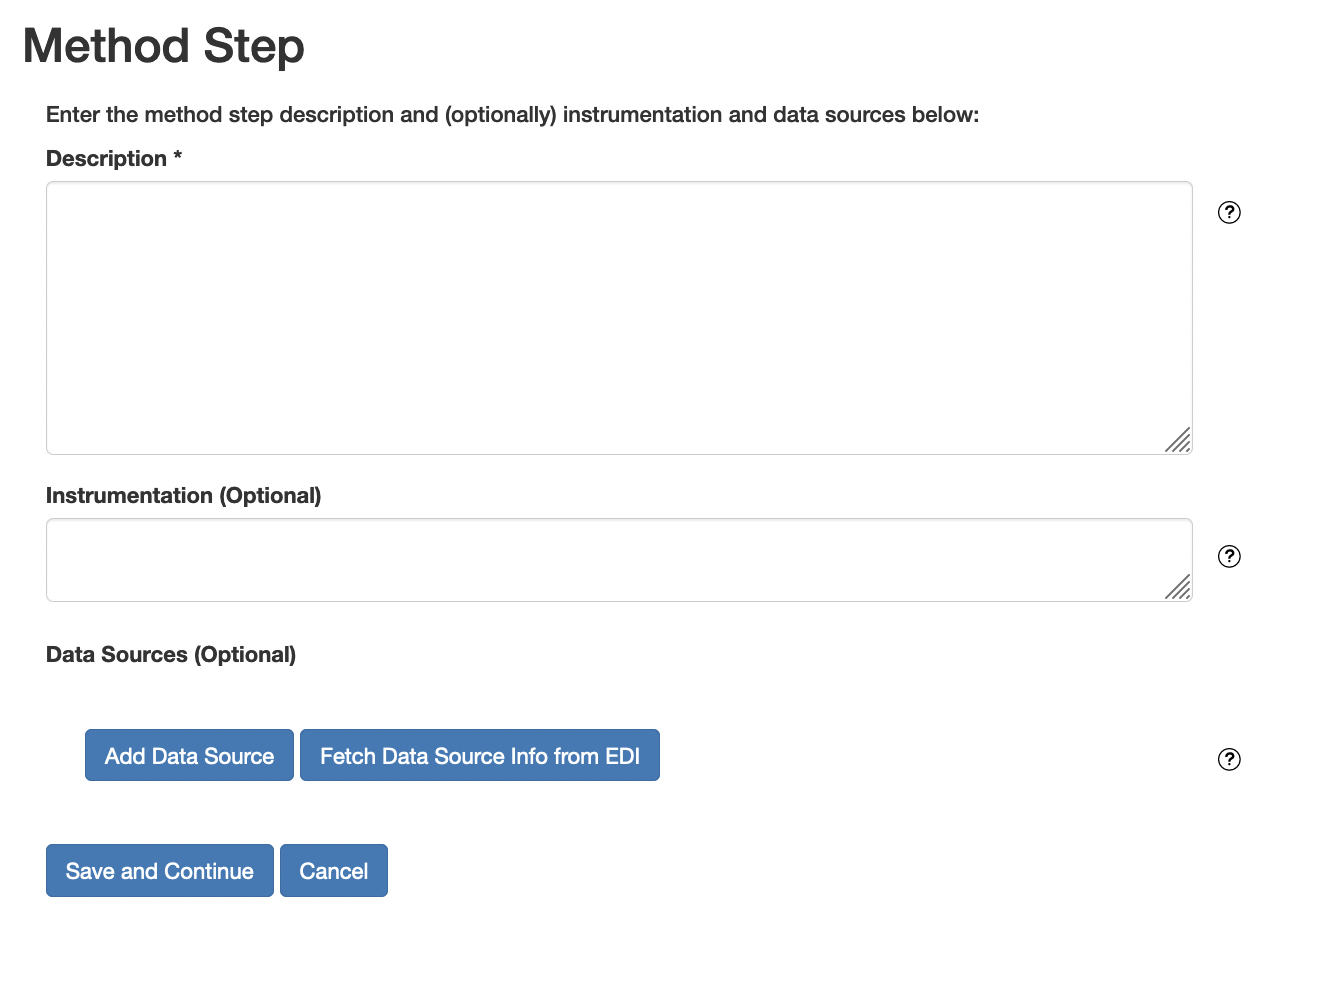 Method Step
Enter the method step description and (optionally) instrumentation and data sources below:
Description *
?
Instrumentation (Optional)
?
Data Sources (Optional)
Add Data Source Fetch Data Source Info from EDI ?
Save and Continue Cancel